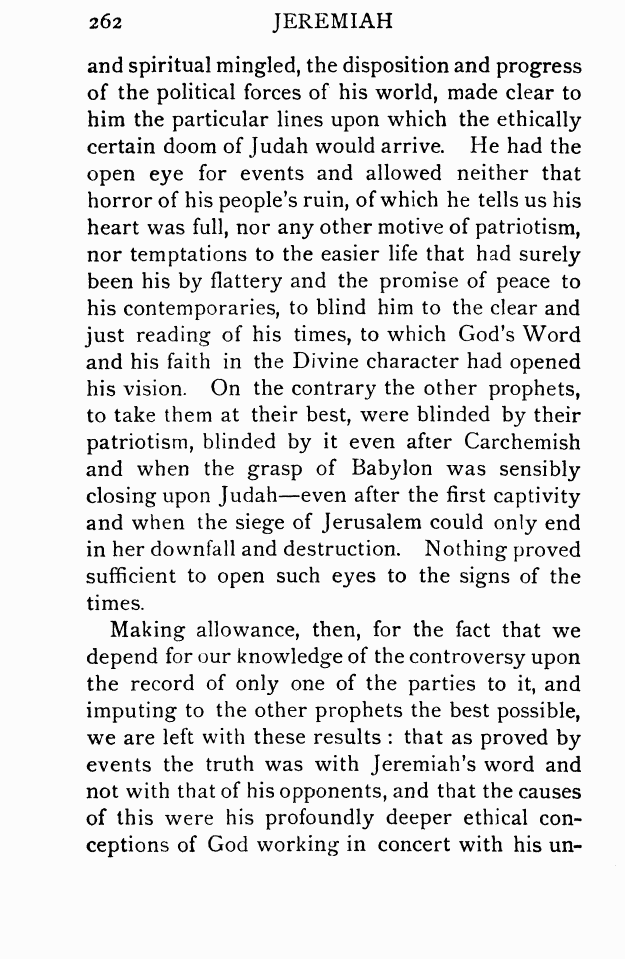 262 JEREMIAH
and spiritual mingled, the disposition and progress
of the political forces of his world, made clear to
him the particular lines upon which the ethically
certain doom of Judah would arrive. He had the
open eye for events and allowed neither that
horror of his people's ruin, of which he tells us his
heart was full, nor any other motive of patriotism,
nor temptations to the easier life that had surely
been his by flattery and the promise of peace to
his contemporaries, to blind him to the clear and
just reading of his times, to which God's Word
and his faith in the Divine character had opened
his vision. On the contrary the other prophets,
to take them at their best, were blinded by their
patriotism, blinded by it even after Carchemish
and when the grasp of Babylon was sensibly
closing upon Judah—even after the first captivity
and when the siege of Jerusalem could only end
in her downfall and destruction. Nothing proved
sufficient to open such eyes to the signs of the
times.
Making allowance, then, for the fact that we
depend for our knowledge of the controversy upon
the record of only one of the parties to it, and
imputing to the other prophets the best possible,
we are left with these results : that as proved by
events the truth was with Jeremiah's word and
not with that of his opponents, and that the causes
of this were his profoundly deeper ethical con-
ceptions of God working in concert with his un-